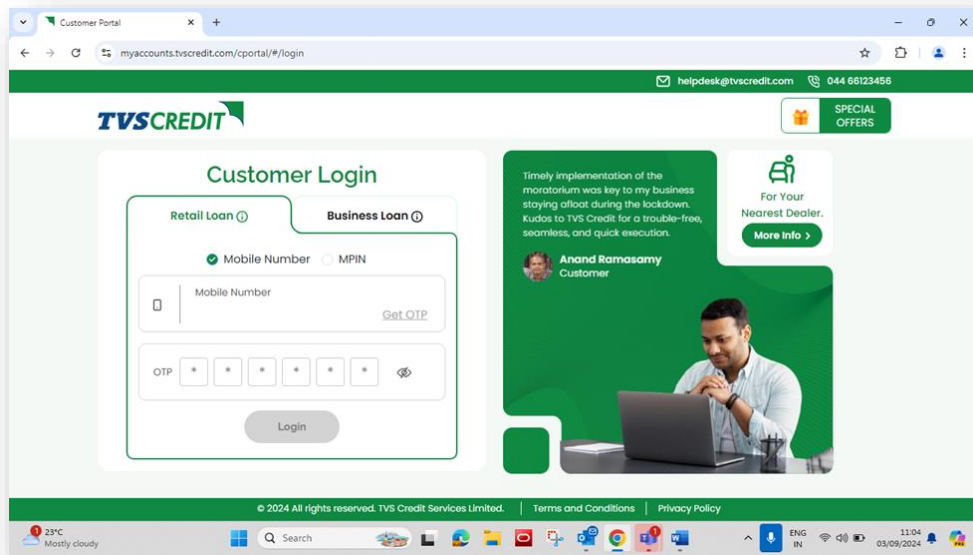 Customer Portal
myaccounts.tvscredit.com/cportal/#/login
helpdesk@tvscredit.com 044 66123456
TVSCREDIT
SPECIAL
OFFERS
Customer Login
Retail Loan
Business Loan
Mobile Number
MPIN
Mobile Number
Get OTP
OTP * * * * * *
Login
Timely implementation of the
moratorium was key to my business
staying afloat during the lockdown.
Kudos to TVS Credit for a trouble-free,
seamless, and quick execution.
Anand Ramasamy
Customer
For Your
Nearest Dealer.
More Info >
© 2024 All rights reserved. TVS Credit Services Limited. | Terms and Conditions | Privacy Policy
1
23°C
Mostly cloudy
Search
ENG
IN
11:04
03/09/2024